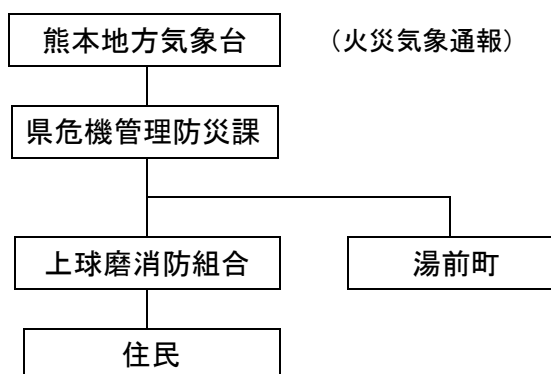 熊本地方気象台
（火災気象通報）
県危機管理防災課
上球磨消防組合
湯前町
住民